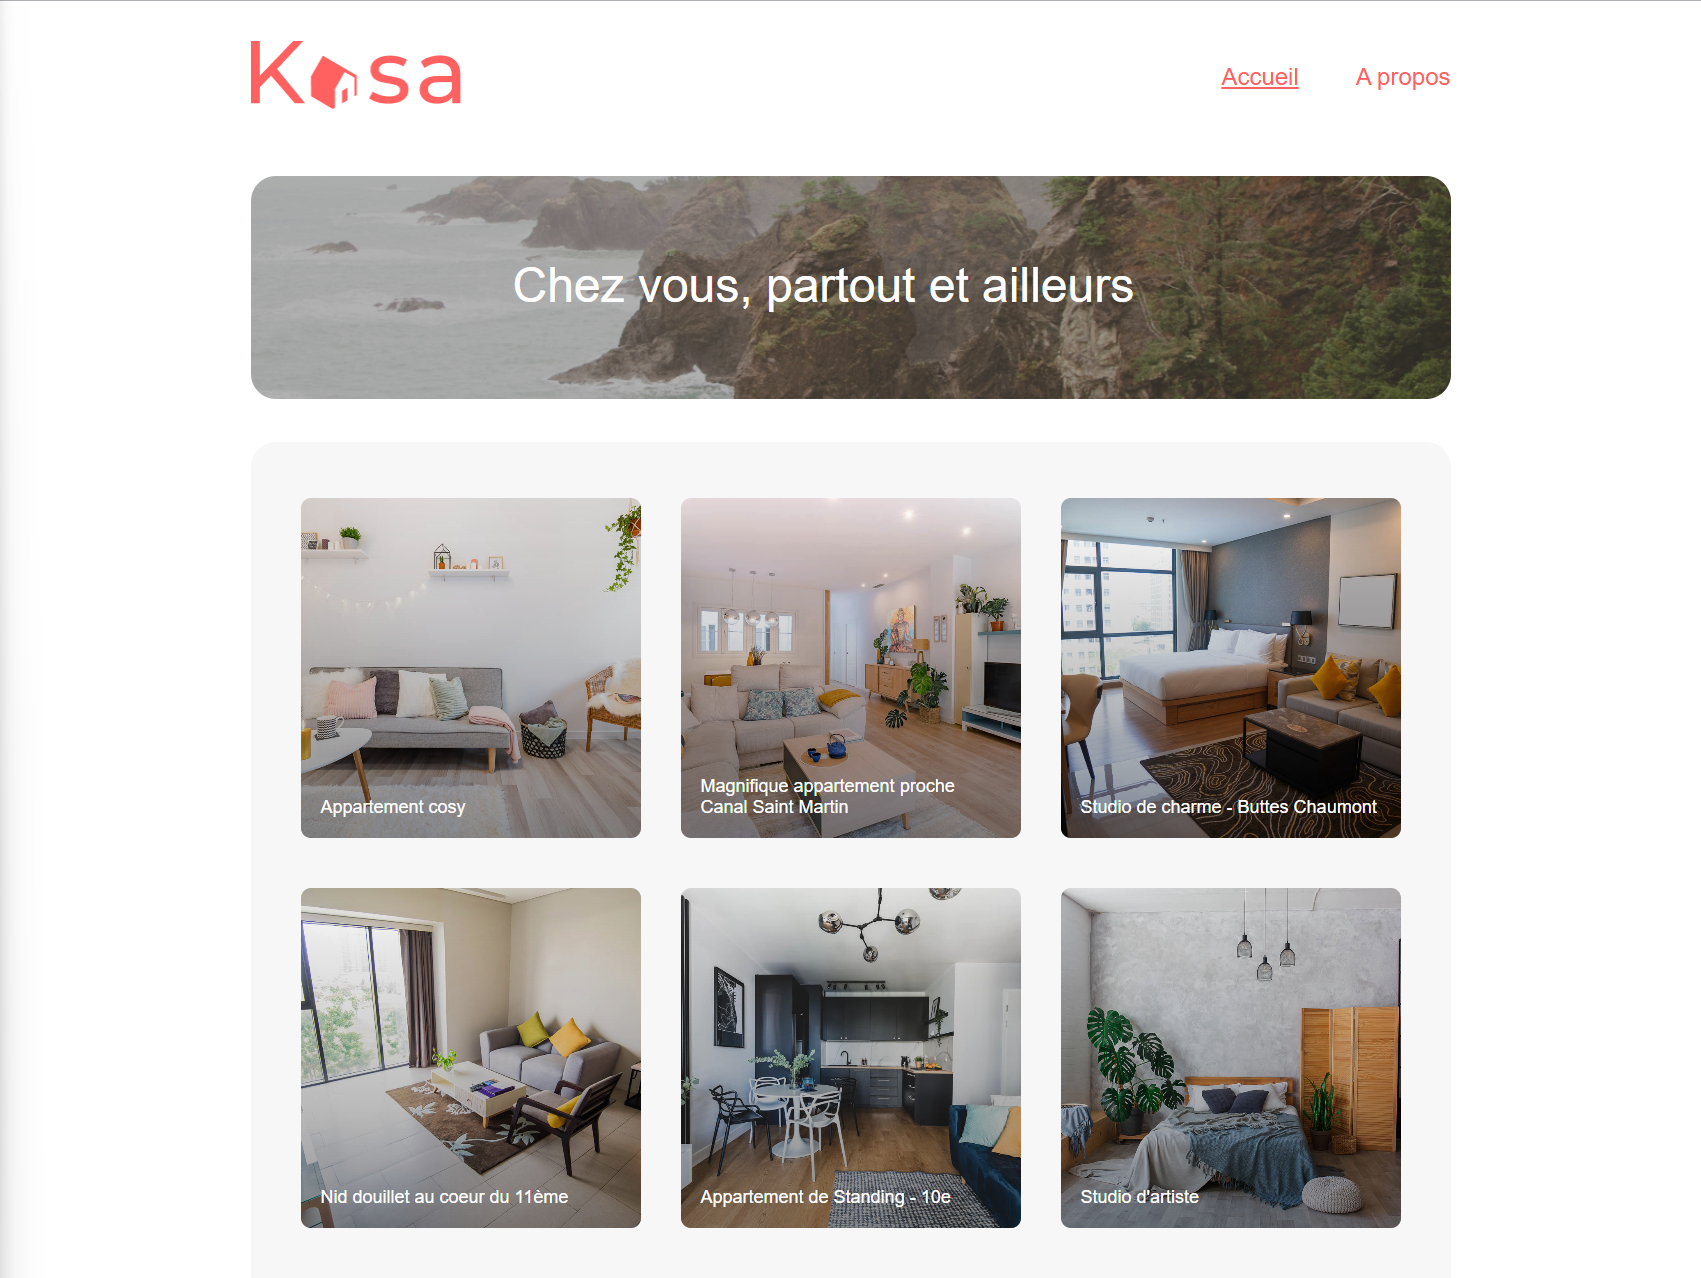 Kasa
Accueil
A propos
Chez vous, partout et ailleurs
Appartement cosy
Magnifique appartement proche
Canal Saint Martin
Studio de charme - Buttes Chaumont
Nid douillet au coeur du 11ème
Appartement de Standing - 10e
Studio d'artiste